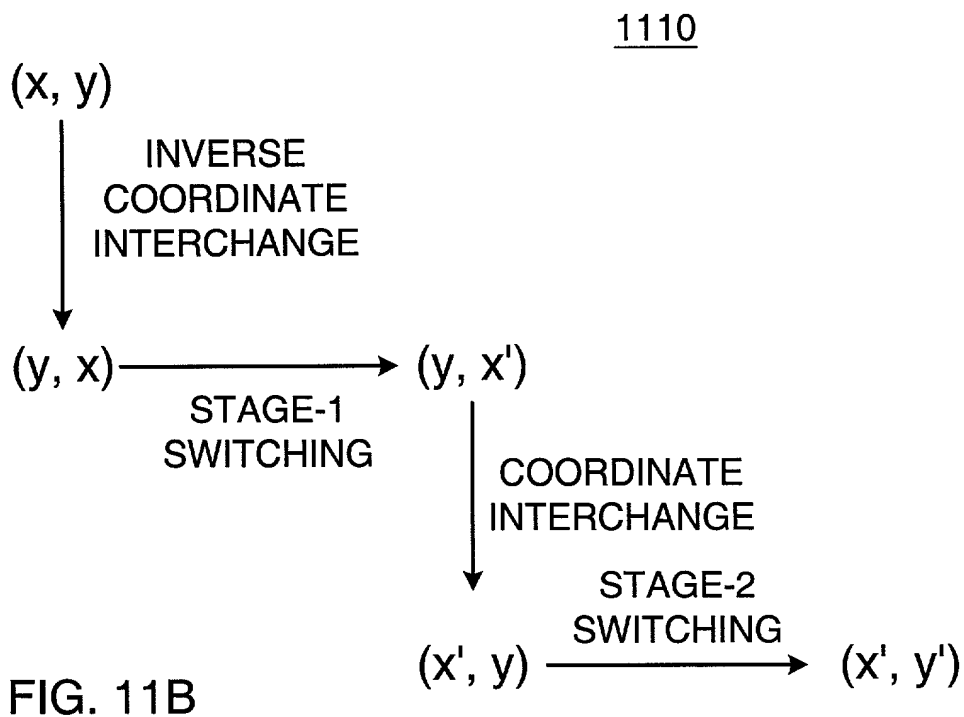 1110
(x, y)
INVERSE
COORDINATE
INTERCHANGE
(y, x)
(y, x')
STAGE-1
SWITCHING
COORDINATE
INTERCHANGE
STAGE-2
SWITCHING
(x', y)
(x', y')
FIG. 11B